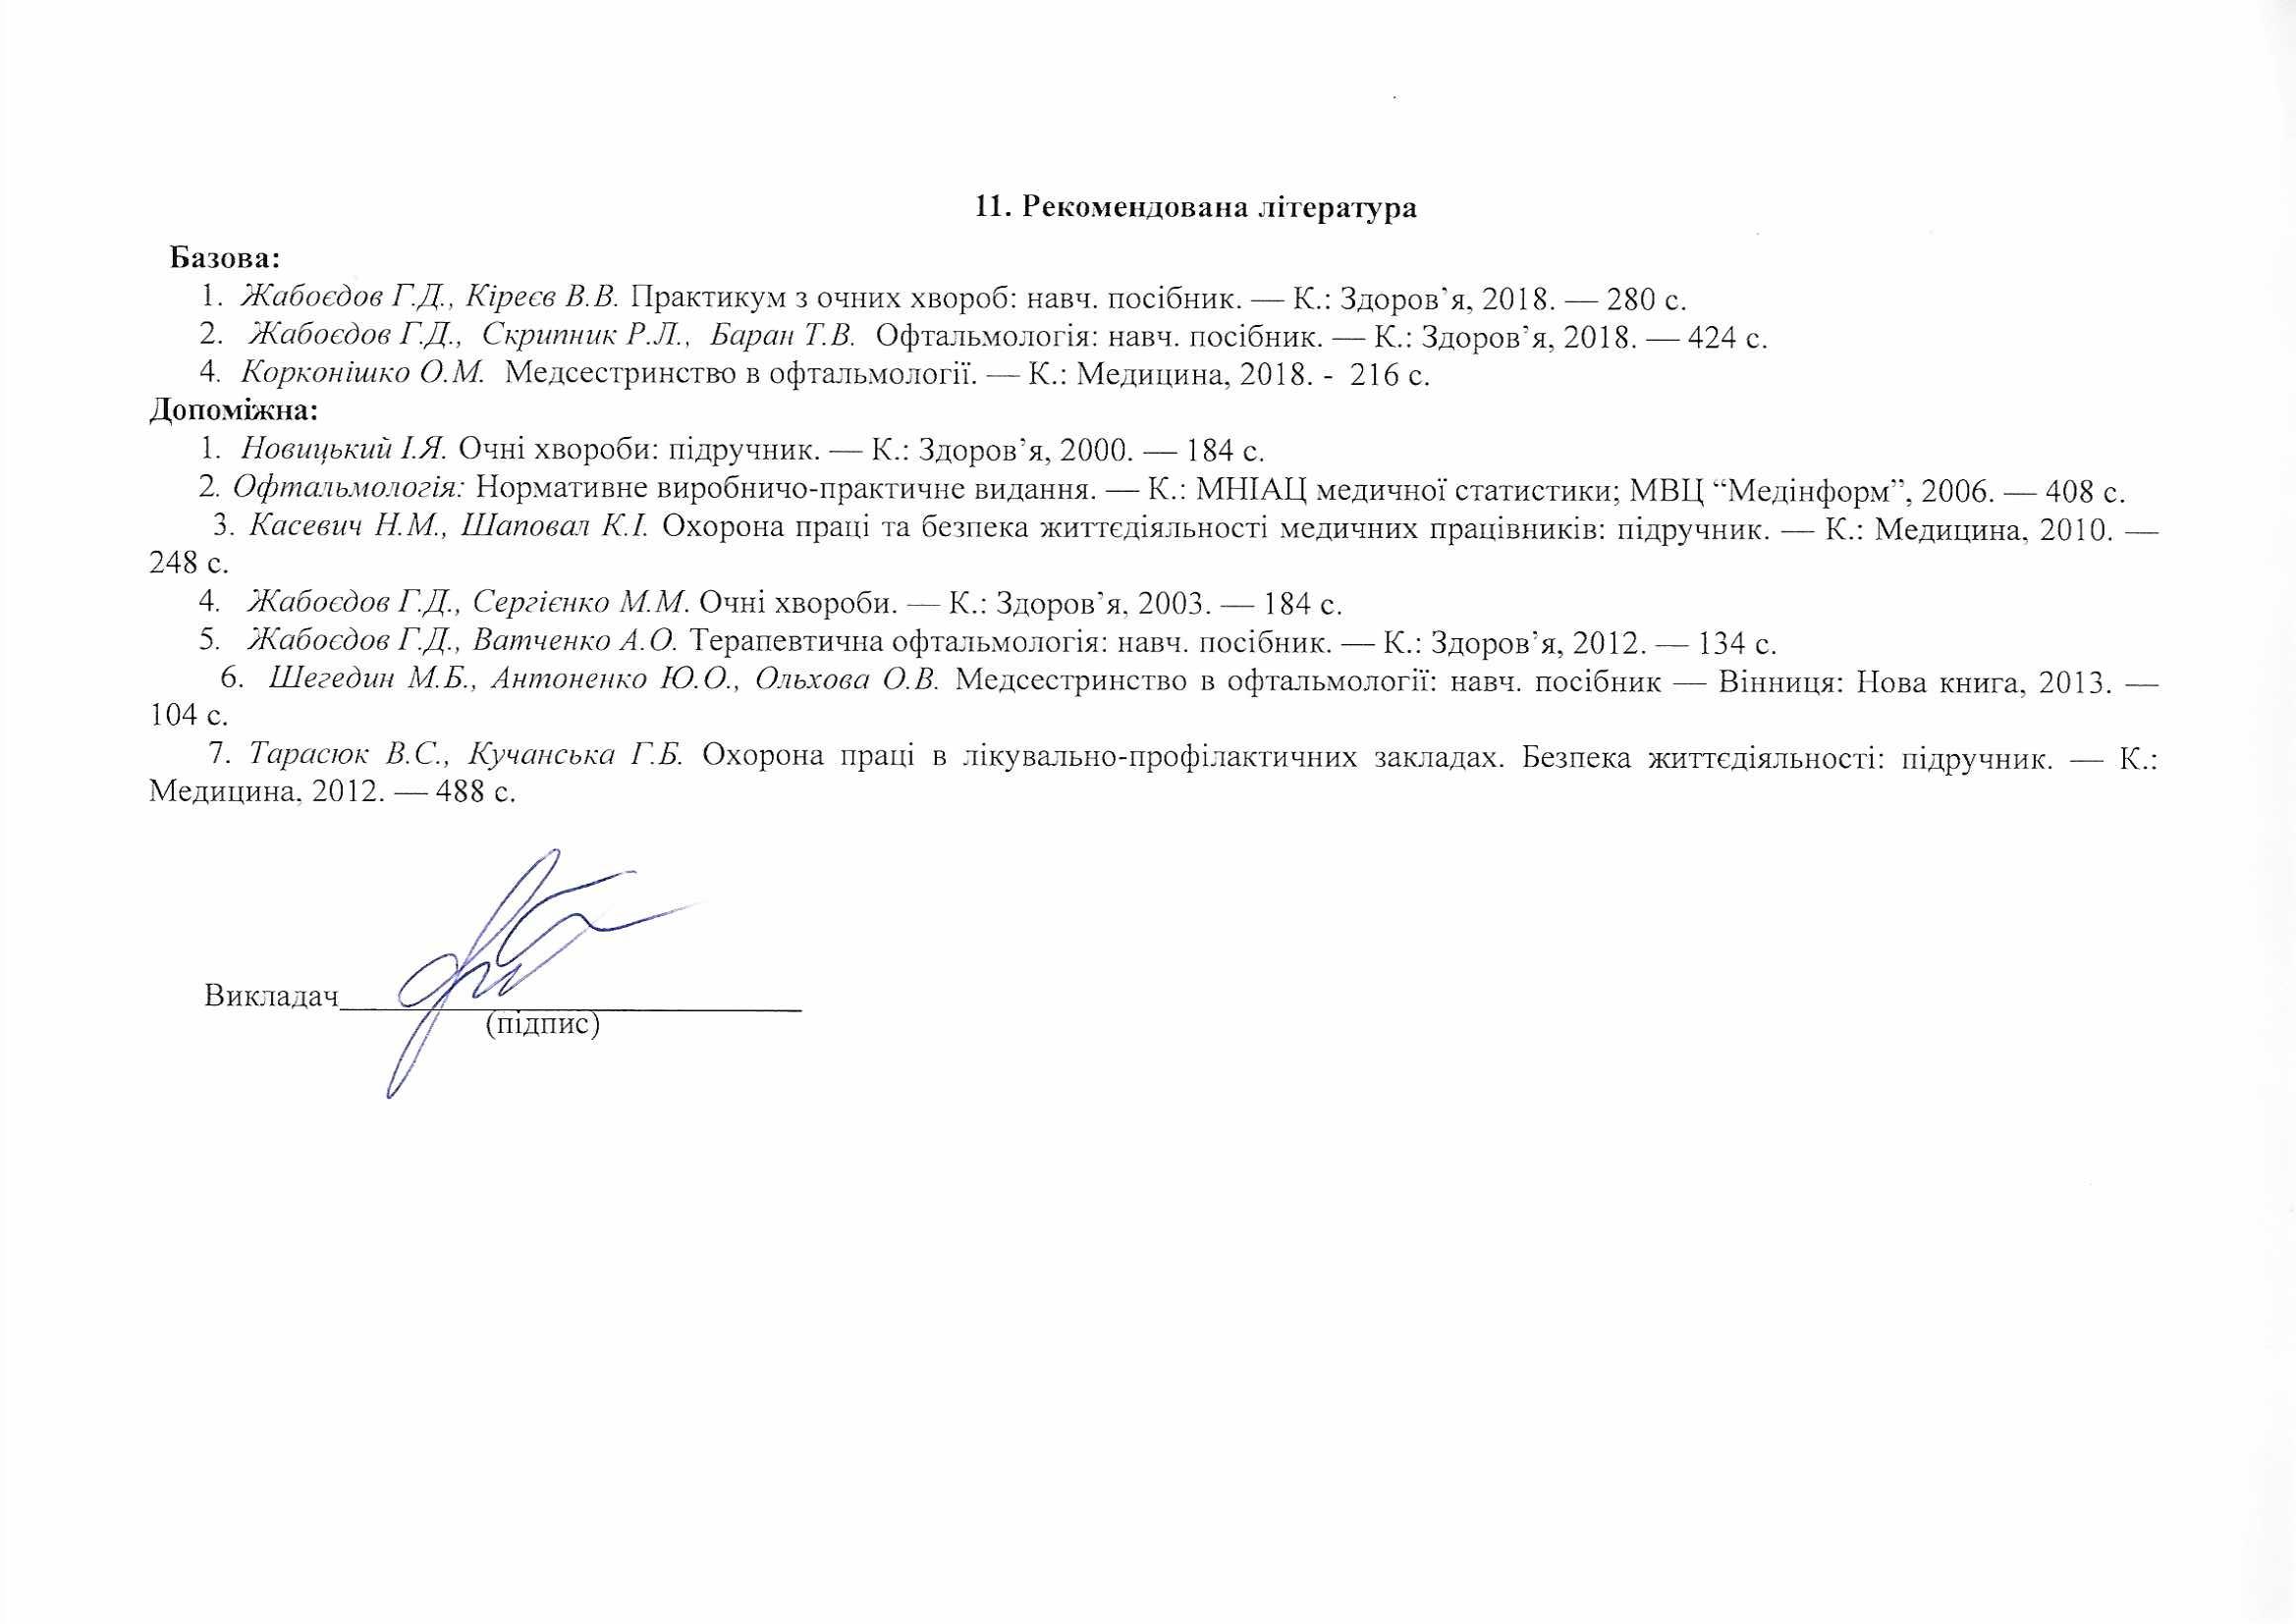 11. Рекомендована література
Базова:
1. Жабоєдов Г.Д., Кіреєв В.В. Практикум з очних хвороб: навч. посібник. — К.: Здоров’я, 2018. — 280 с.
2. Жабоєдов Г.Д., Скрипник Р.Л., Баран Т.В. Офтальмологія: навч. посібник. — К.: Здоров’я, 2018. — 424 с.
4. Корконішко О.М. Медсестринство в офтальмології. — К.: Медицина, 2018. - 216 с.
Допоміжна:
1. Новицький І.Я. Очні хвороби: підручник. — К.: Здоров’я, 2000. — 184 с.
2. Офтальмологія: Нормативне виробничо-практичне видання. — К.: МНІАЦ медичної статистики; МВЦ “Медінформ”, 2006. — 408 с.
3. Касевич Н.М., Шаповал К.І. Охорона праці та безпека життєдіяльності медичних працівників: підручник. — К.: Медицина, 2010. —
248 с.
4. Жабоєдов Г.Д., Сергієнко М.М. Очні хвороби. — К.: Здоров’я, 2003. — 184 с.
5. Жабоєдов Г.Д., Ватченко А.О. Терапевтична офтальмологія: навч. посібник. — К.: Здоров’я, 2012. — 134 с.
6. Шегедин М.Б., Антоненко Ю.О., Ольхова О.В. Медсестринство в офтальмології: навч. посібник — Вінниця: Нова книга, 2013. —
104 с.
7. Тарасюк В.С., Кучанська Г.Б. Охорона праці в лікувально-профілактичних закладах. Безпека життєдіяльності: підручник. — К.:
Медицина, 2012. — 488 с.
Викладач
(підпис)